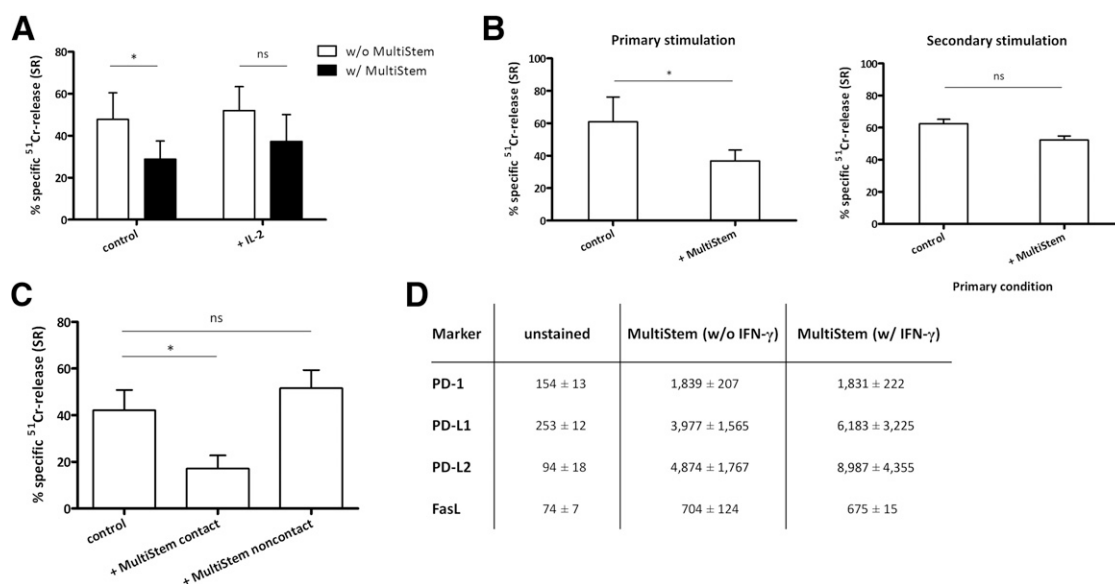 A
% specific ⁵¹Cr-release (SR)
80
60
40
20
0
*
ns
w/o MultiStem
w/ MultiStem
control
+ IL-2
B
Primary stimulation
% specific ⁵¹Cr-release (SR)
100
80
60
40
20
0
*
control
+ MultiStem
Secondary stimulation
% specific ⁵¹Cr-release (SR)
100
80
60
40
20
0
ns
control
+ MultiStem
Primary condition
C
% specific ⁵¹Cr-release (SR)
80
60
40
20
0
ns
*
control
+ MultiStem contact
+ MultiStem noncontact
D
Marker unstained MultiStem (w/o IFN-γ) MultiStem (w/ IFN-γ)
PD-1 154 ± 13 1,839 ± 207 1,831 ± 222
PD-L1 253 ± 12 3,977 ± 1,565 6,183 ± 3,225
PD-L2 94 ± 18 4,874 ± 1,767 8,987 ± 4,355
FasL 74 ± 7 704 ± 124 675 ± 15